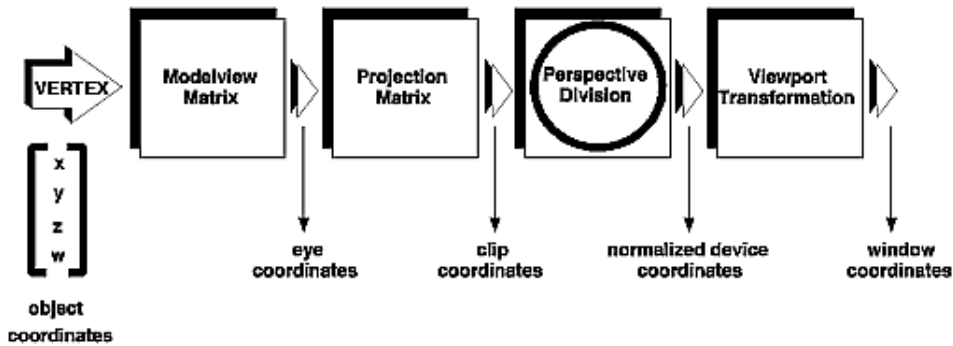 VERTEX
Modelview
Matrix
Projection
Matrix
Perspective
Division
Viewport
Transformation
x
y
z
w
object
coordinates
eye
coordinates
clip
coordinates
normalized device
coordinates
window
coordinates